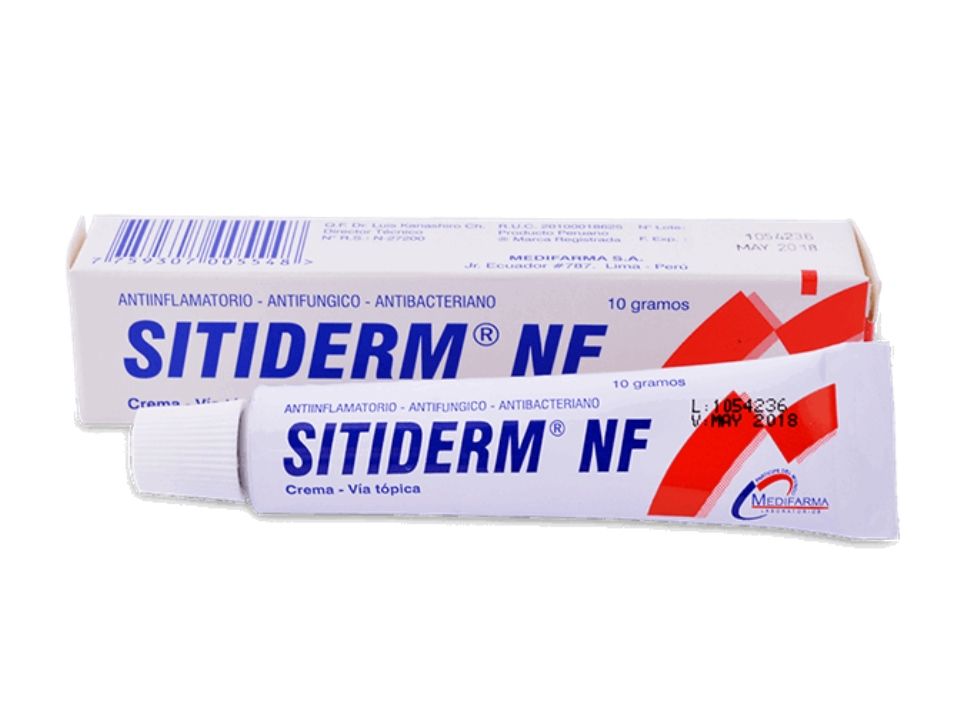 7 759307 005548 >
Q.F. Dr. Luis Kanashiro Ch.
Director Técnico
N° R.S.: N-27200
R.U.C. 20100018625
Producto Peruano
® Marca Registrada
N° Lote:
F. Exp. :
1054236
MAY 2018
MEDIFARMA S.A.
Jr. Ecuador #787. Lima - Perú
ANTIINFLAMATORIO - ANTIFUNGICO - ANTIBACTERIANO
10 gramos
SITIDERM® NF
Crema - Vía
10 gramos
ANTIINFLAMATORIO - ANTIFUNGICO - ANTIBACTERIANO
L:1054236
V:MAY 2018
SITIDERM® NF
Crema - Vía tópica
MEDIFARMA
LABORATORIOS